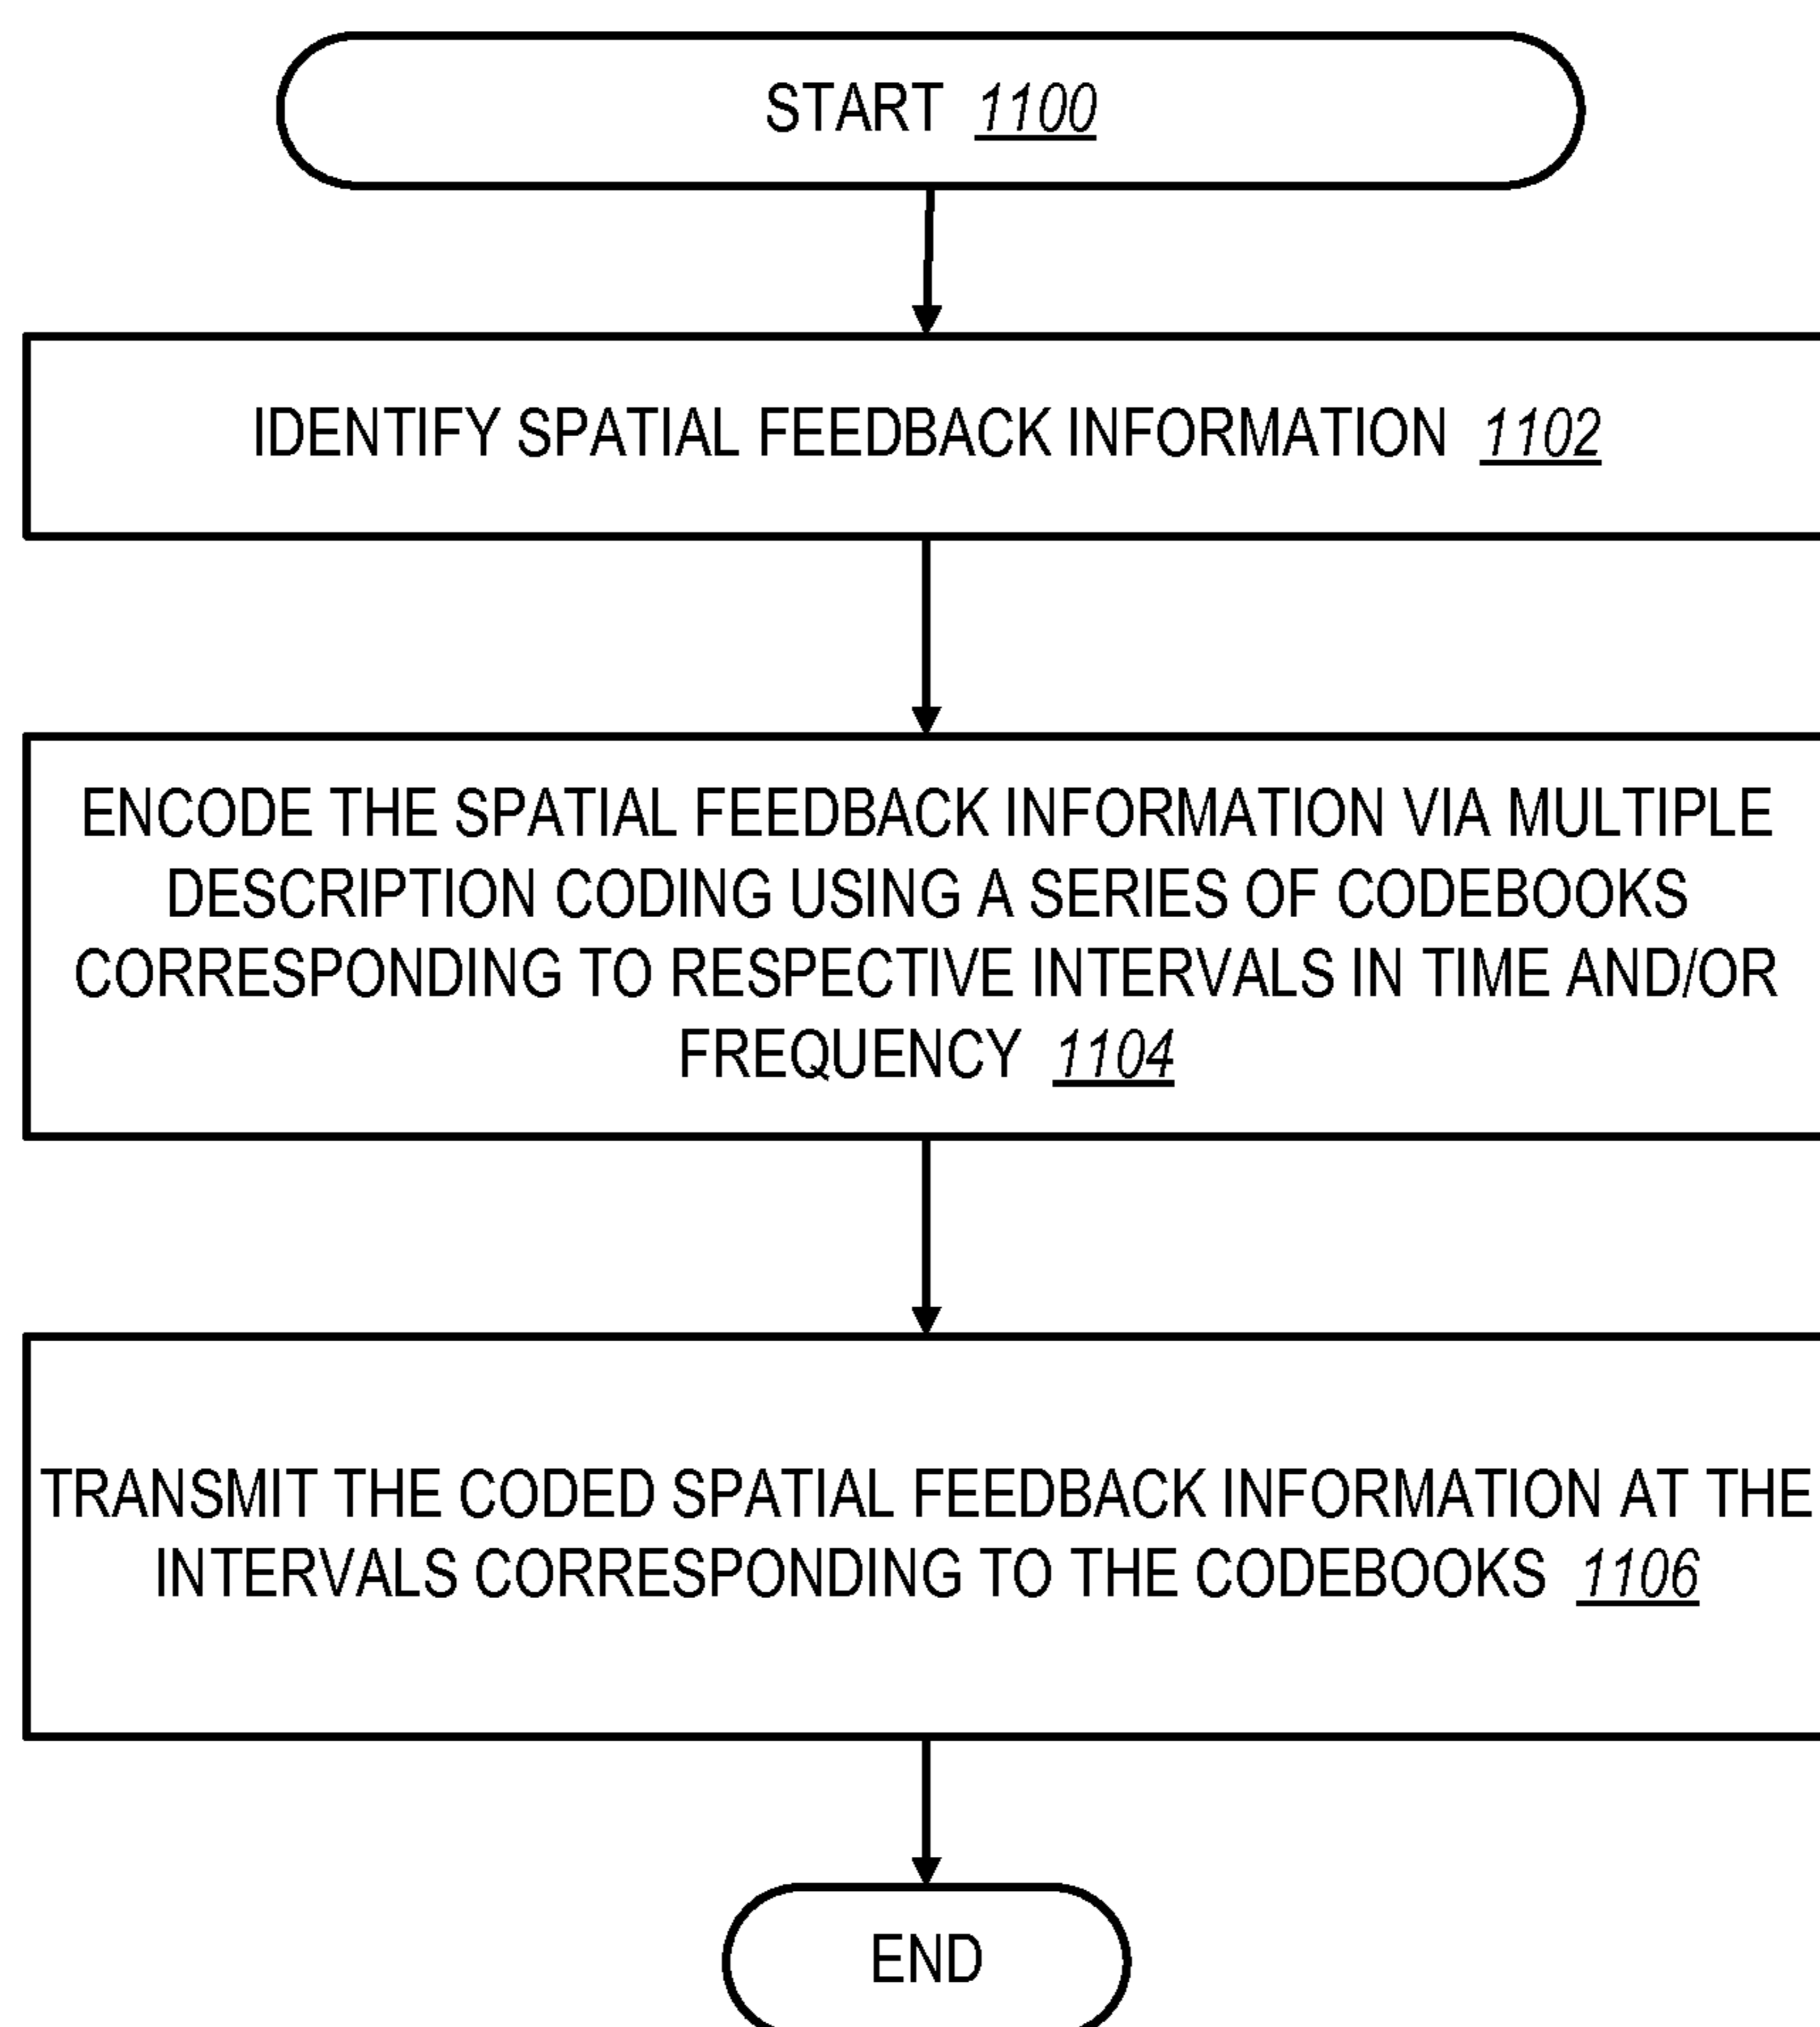 START 1100
IDENTIFY SPATIAL FEEDBACK INFORMATION 1102
ENCODE THE SPATIAL FEEDBACK INFORMATION VIA MULTIPLE
DESCRIPTION CODING USING A SERIES OF CODEBOOKS
CORRESPONDING TO RESPECTIVE INTERVALS IN TIME AND/OR
FREQUENCY 1104
TRANSMIT THE CODED SPATIAL FEEDBACK INFORMATION AT THE
INTERVALS CORRESPONDING TO THE CODEBOOKS 1106
END